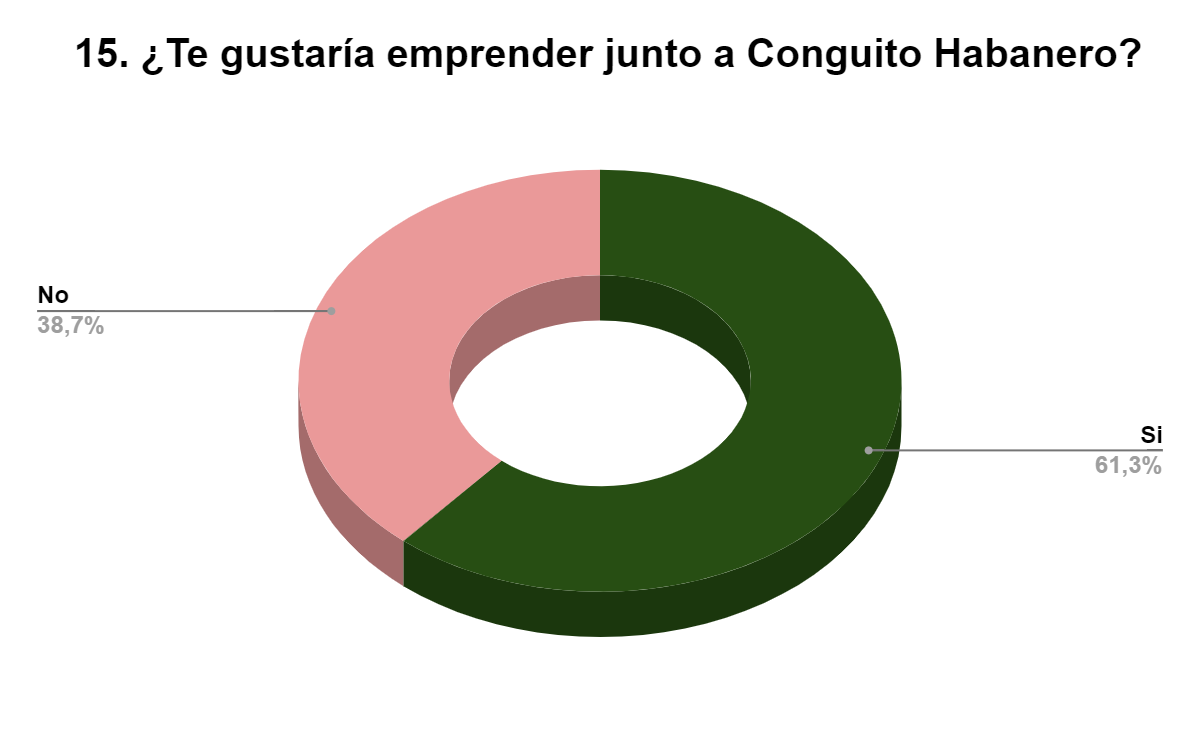 15. ¿Te gustaría emprender junto a Conguito Habanero?
No
38,7%
Si
61,3%